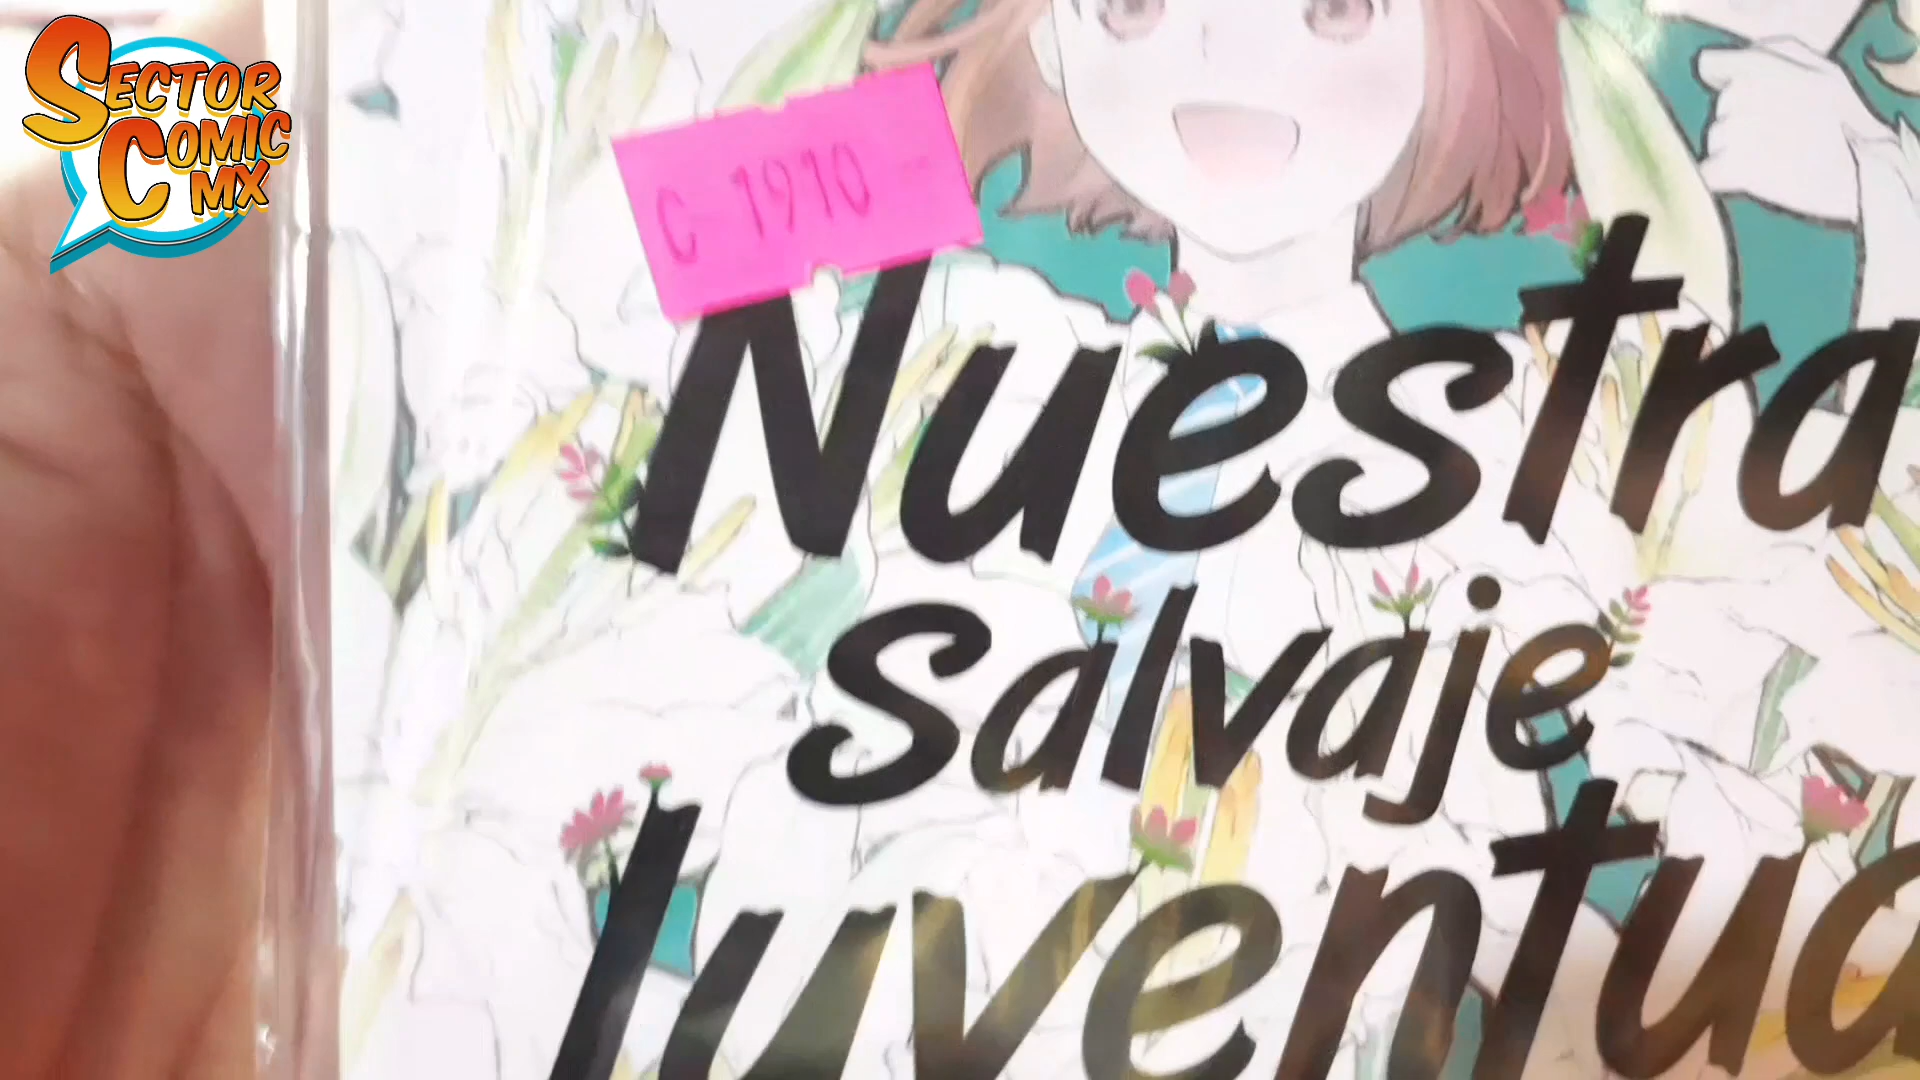 SECTOR
COMIC
MX
C 1910
Nuestra
salvaje
Juventud